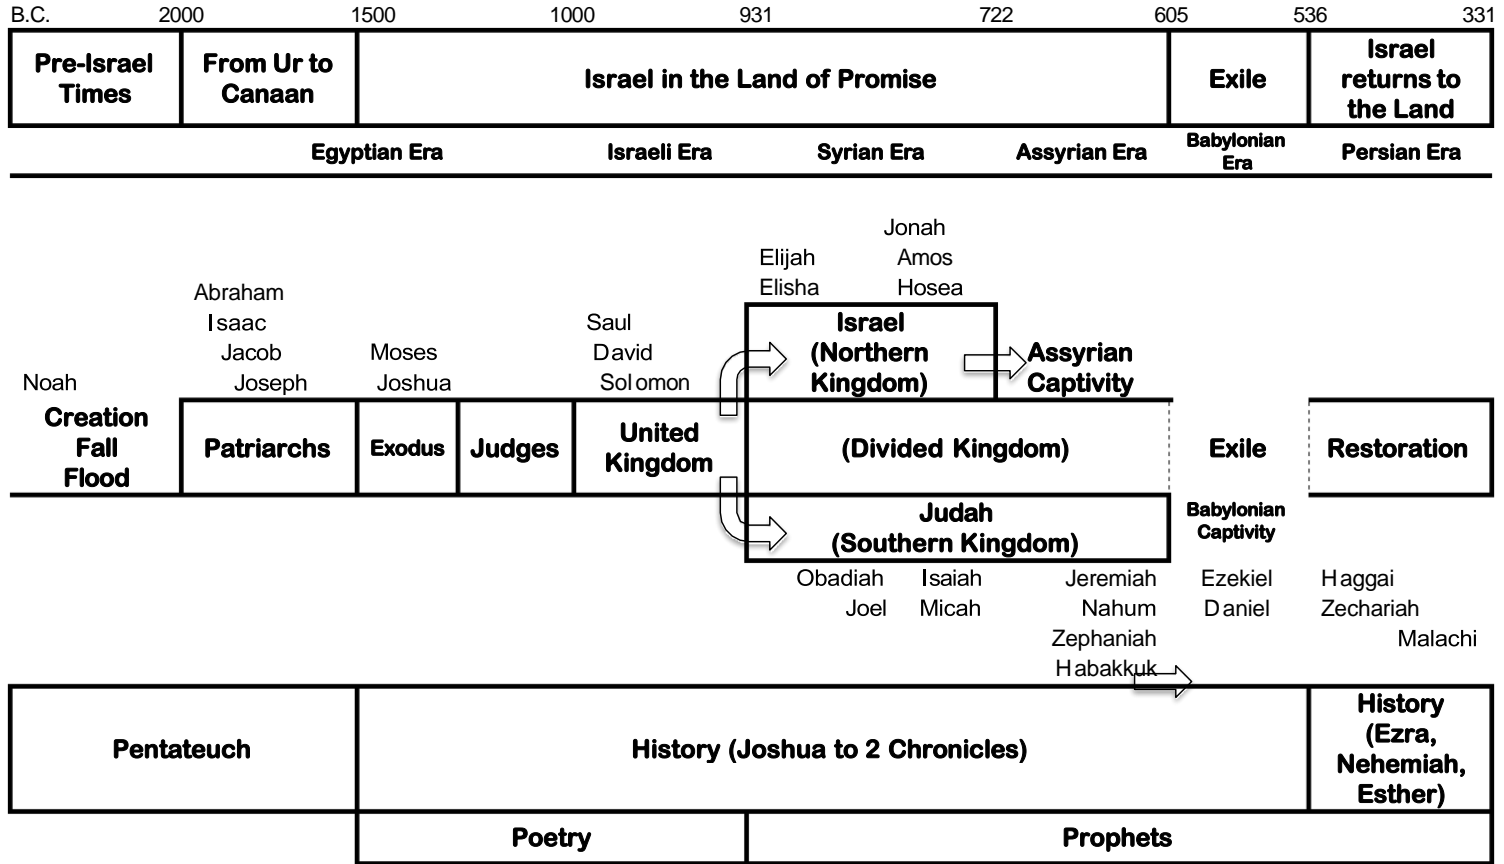 B.C. 2000 1500 1000 931 722 605 536 331
Pre-Israel
Times
From Ur to
Canaan
Israel in the Land of Promise
Exile
Israel
returns to
the Land
Egyptian Era
Israeli Era
Syrian Era
Assyrian Era
Babylonian
Era
Persian Era
Noah
Abraham
Isaac
Jacob
Joseph
Moses
Joshua
Saul
David
Solomon
Elijah
Elisha
Jonah
Amos
Hosea
Israel
(Northern
Kingdom)
Assyrian
Captivity
Creation
Fall
Flood
Patriarchs
Exodus
Judges
United
Kingdom
(Divided Kingdom)
Exile
Restoration
Judah
(Southern Kingdom)
Babylonian
Captivity
Obadiah
Joel
Isaiah
Micah
Jeremiah
Nahum
Zephaniah
Habakkuk
Ezekiel
Daniel
Haggai
Zechariah
Malachi
Pentateuch
History (Joshua to 2 Chronicles)
History
(Ezra,
Nehemiah,
Esther)
Poetry
Prophets